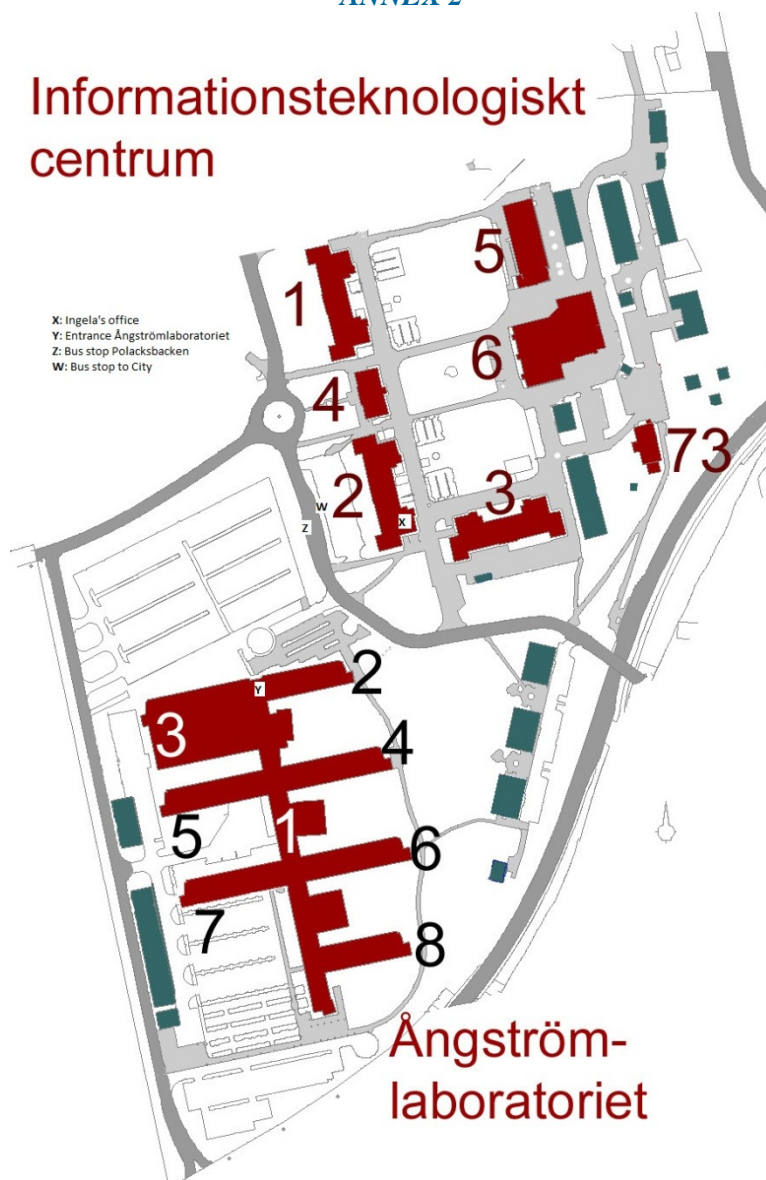 ANNEX 2
Informationsteknologiskt
centrum
5
1
X: Ingela's office
Y: Entrance Ångströmlaboratoriet
Z: Bus stop Polacksbacken
W: Bus stop to City
6
4
73
2
3
W
X
Z
2
Y
3
4
1
5
6
7
8
Ångström-
laboratoriet